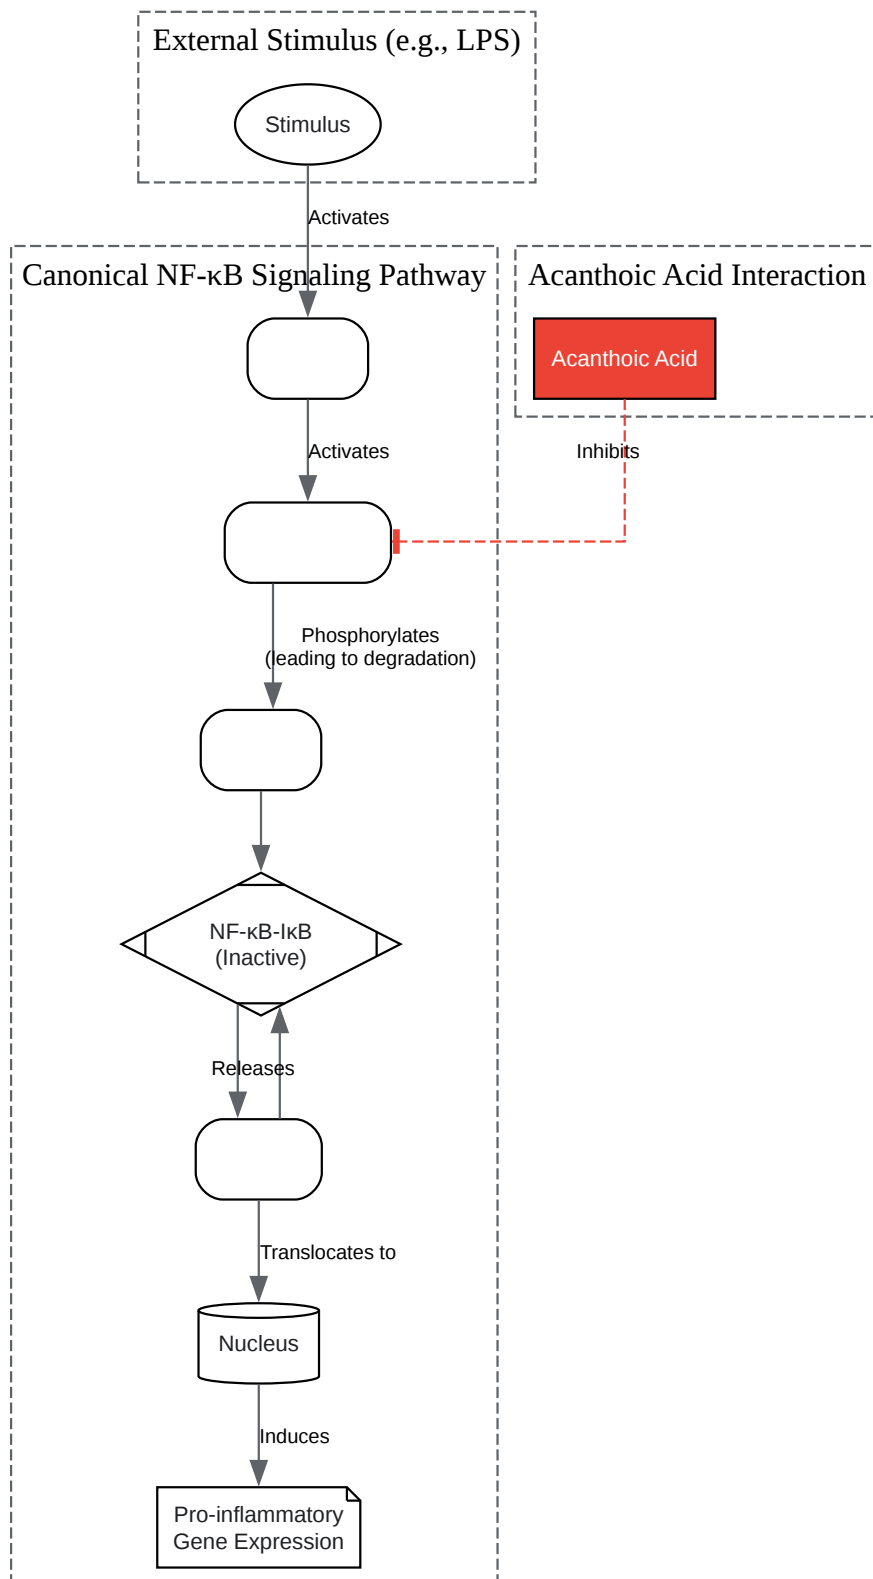 External Stimulus (e.g., LPS)
Stimulus
Activates
Canonical NF-κB Signaling Pathway
Acanthoic Acid Interaction
Acanthoic Acid
Activates
Inhibits
Phosphorylates
(leading to degradation)
NF-κB-IκB
(Inactive)
Releases
Translocates to
Nucleus
Induces
Pro-inflammatory
Gene Expression